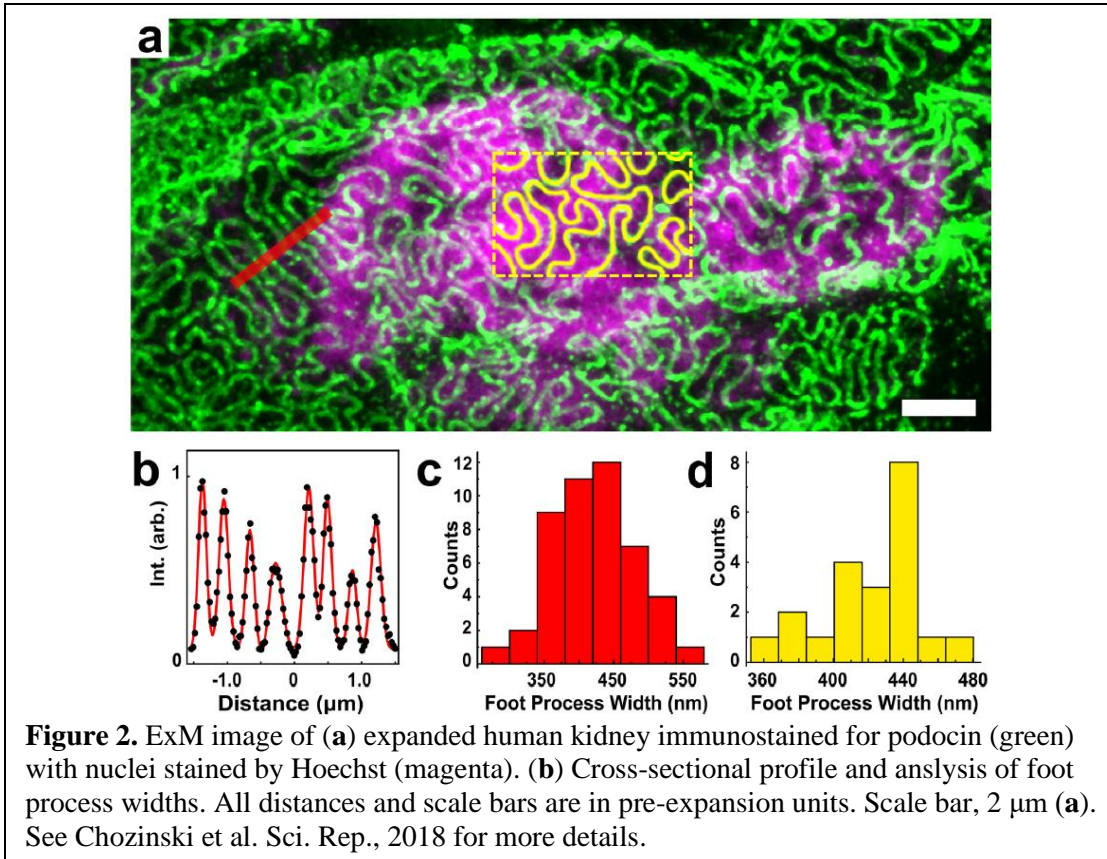 a
b
1
Int. (arb.)
0
-1.0 0 1.0
Distance (µm)
c
12
10
8
6
4
2
0
Counts
350 450 550
Foot Process Width (nm)
d
8
6
4
2
0
Counts
360 400 440 480
Foot Process Width (nm)
Figure 2. ExM image of (a) expanded human kidney immunostained for podocin (green)
with nuclei stained by Hoechst (magenta). (b) Cross-sectional profile and anslysis of foot
process widths. All distances and scale bars are in pre-expansion units. Scale bar, 2 μm (a).
See Chozinski et al. Sci. Rep., 2018 for more details.